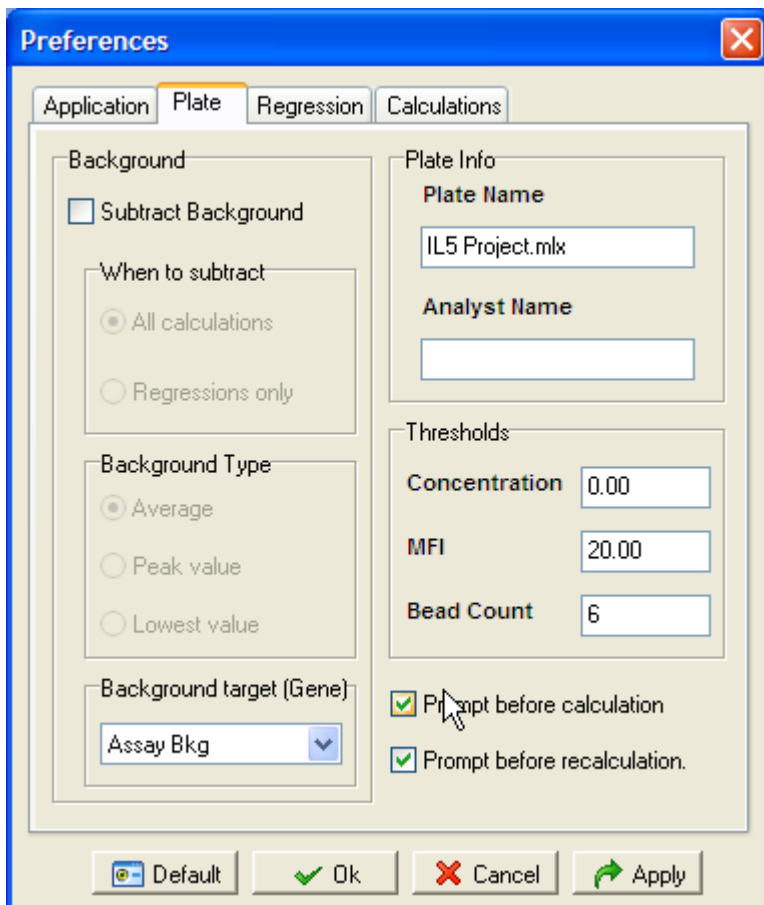 Preferences
Application Plate Regression Calculations
Background
Subtract Background
When to subtract
All calculations
Regressions only
Background Type
Average
Peak value
Lowest value
Background target (Gene)
Assay Bkg
Plate Info
Plate Name
IL5 Project.mlx
Analyst Name
Thresholds
Concentration 0.00
MFI 20.00
Bead Count 6
Prompt before calculation
Prompt before recalculation.
Default Ok Cancel Apply